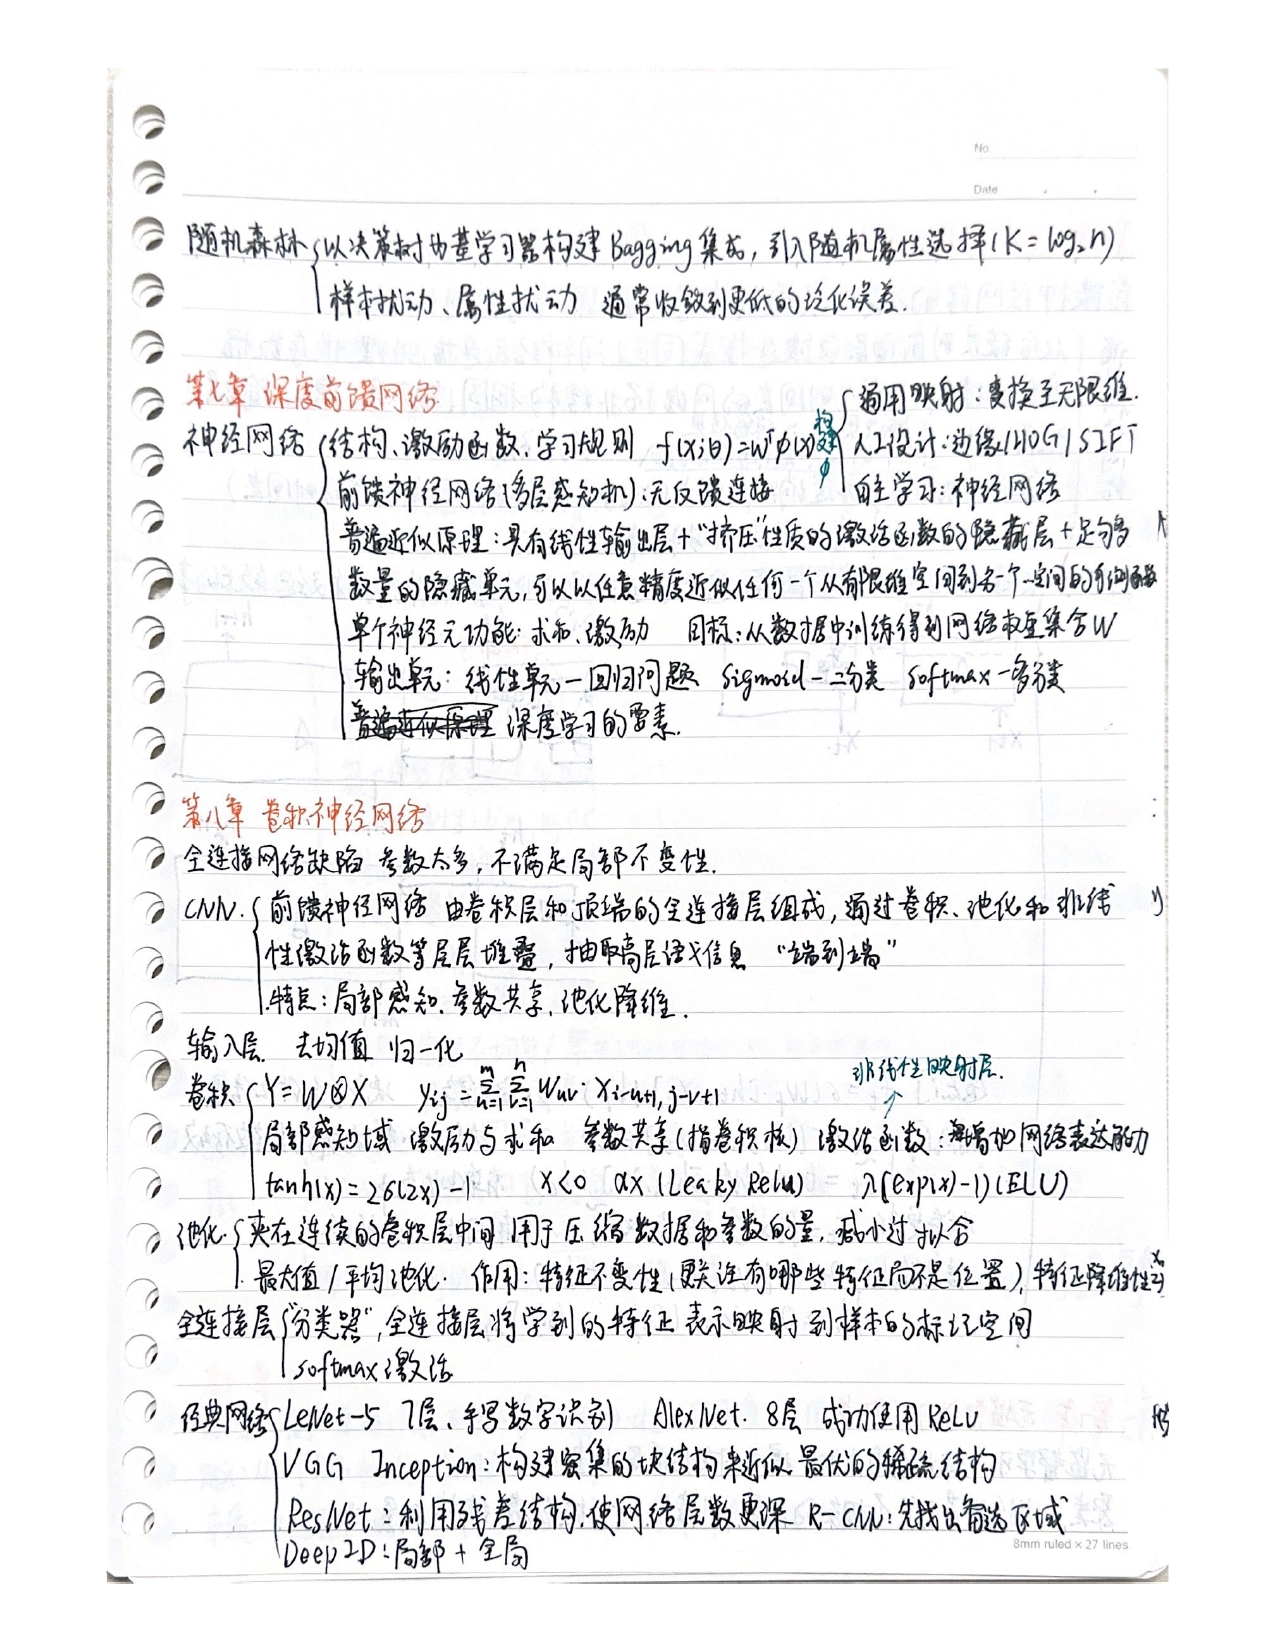 No.
Date
随机森林 以决策树为基学习器构建Bagging集成，引入随机属性选择(K=log₂n)
样本扰动、属性扰动 通常收敛到更低的泛化误差.
第七章 深度前馈网络
通用映射：变换至无限维.
神经网络 结构、激励函数、学习规则 f(x;θ)=wᵀφ(x) 构建φ 人工设计：边缘/HOG/SIFT
前馈神经网络(多层感知机)：无反馈连接 自主学习：神经网络
普遍近似原理：具有线性输出层+"挤压"性质的激活函数的隐藏层+足够多
数量的隐藏单元，可以以任意精度近似任何一个从有限维空间到另一个空间的可测函数
单个神经元功能：求和、激励 目标：从数据中训练得到网络权重集合W
输出单元：线性单元—回归问题 Sigmoid—二分类 softmax—多分类
普遍近似原理 深度学习的要素.
第八章 卷积神经网络
全连接网络缺陷 参数太多，不满足局部不变性.
CNN. 前馈神经网络 由卷积层和顶端的全连接层组成，通过卷积、池化和非线
性激活函数等层层堆叠，抽取高层语义信息 "端到端"
特点：局部感知、参数共享、池化降维.
输入层. 去均值 归一化
非线性映射层.
卷积 Y=W⊗X yij=Σ(u=1→m)Σ(v=1→n) Wuv·Xi-u+1,j-v+1
局部感知域 激励与求和 参数共享(指卷积核) 激活函数：增加网络表达能力
tanh(x)=2σ(2x)-1 x<0 αx(Leaky Relu) λ(exp(x)-1)(ELU)
池化. 夹在连续的卷积层中间 用于压缩数据和参数的量，减小过拟合
最大值/平均池化. 作用：特征不变性(更关注有哪些特征而不是位置)，特征降维性
全连接层 "分类器"，全连接层将学到的特征表示映射到样本的标记空间
softmax激活
经典网络 LeNet-5 7层、手写数字识别 AlexNet. 8层 成功使用ReLU
VGG Inception：构建密集的块结构来近似最优的稀疏结构
ResNet：利用残差结构，使网络层数更深 R-CNN：先找出备选区域
DeepID：局部+全局
8mm ruled × 27 lines